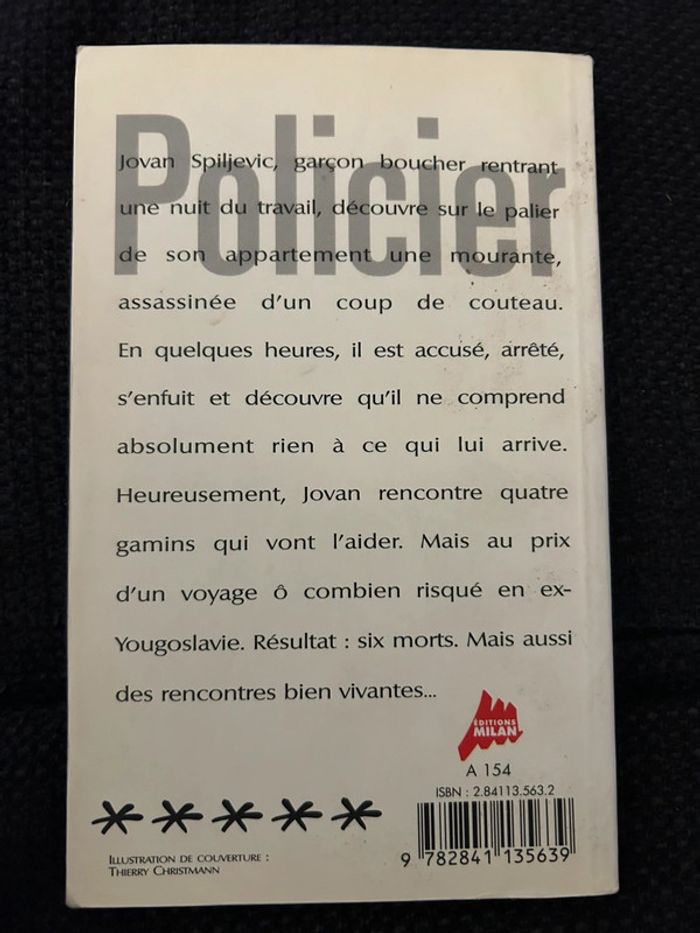 Policier
Jovan Spiljevic, garçon boucher rentrant
une nuit du travail, découvre sur le palier
de son appartement une mourante,
assassinée d'un coup de couteau.
En quelques heures, il est accusé, arrêté,
s'enfuit et découvre qu'il ne comprend
absolument rien à ce qui lui arrive.
Heureusement, Jovan rencontre quatre
gamins qui vont l'aider. Mais au prix
d'un voyage ô combien risqué en ex-
Yougoslavie. Résultat : six morts. Mais aussi
des rencontres bien vivantes...
ÉDITIONS
MILAN
A 154
ISBN : 2.84113.563.2
9 782841 135639
ILLUSTRATION DE COUVERTURE :
THIERRY CHRISTMANN